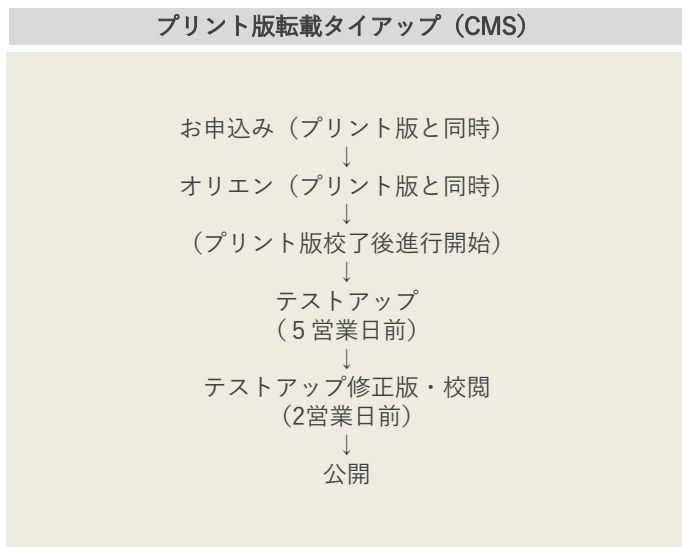 プリント版転載タイアップ（CMS）
お申込み（プリント版と同時）
↓
オリエン（プリント版と同時）
↓
（プリント版校了後進行開始）
↓
テストアップ
（５営業日前）
↓
テストアップ修正版・校閲
（2営業日前）
↓
公開